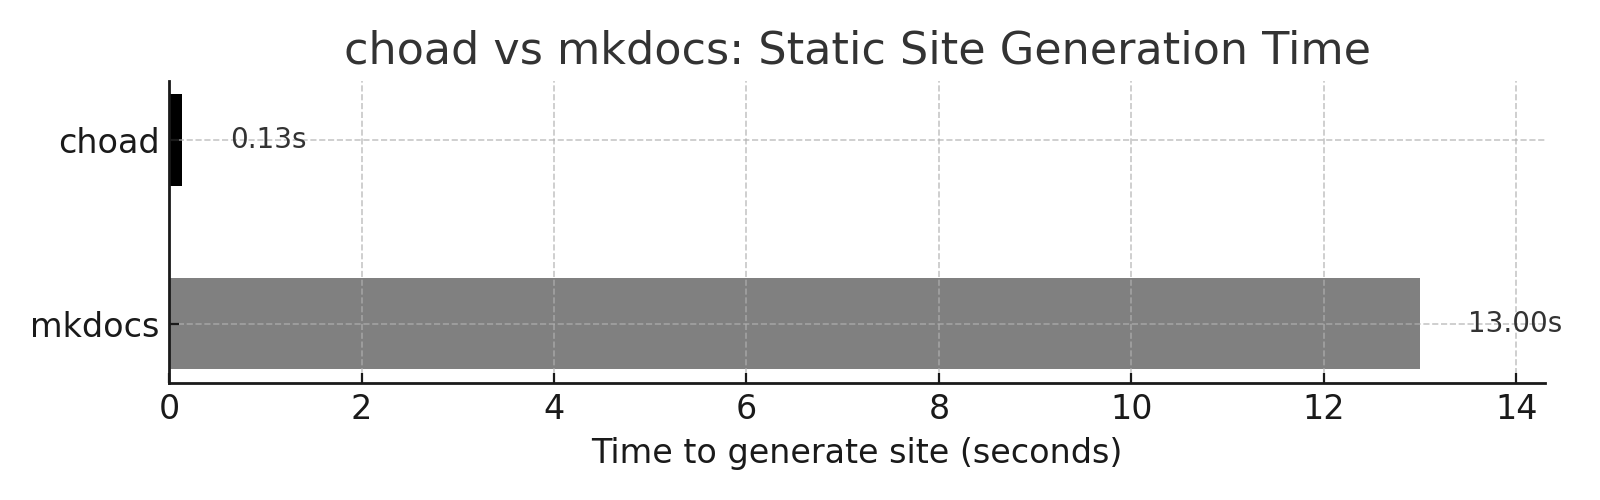 choad vs mkdocs: Static Site Generation Time
choad
0.13s
mkdocs
13.00s
0 2 4 6 8 10 12 14
Time to generate site (seconds)